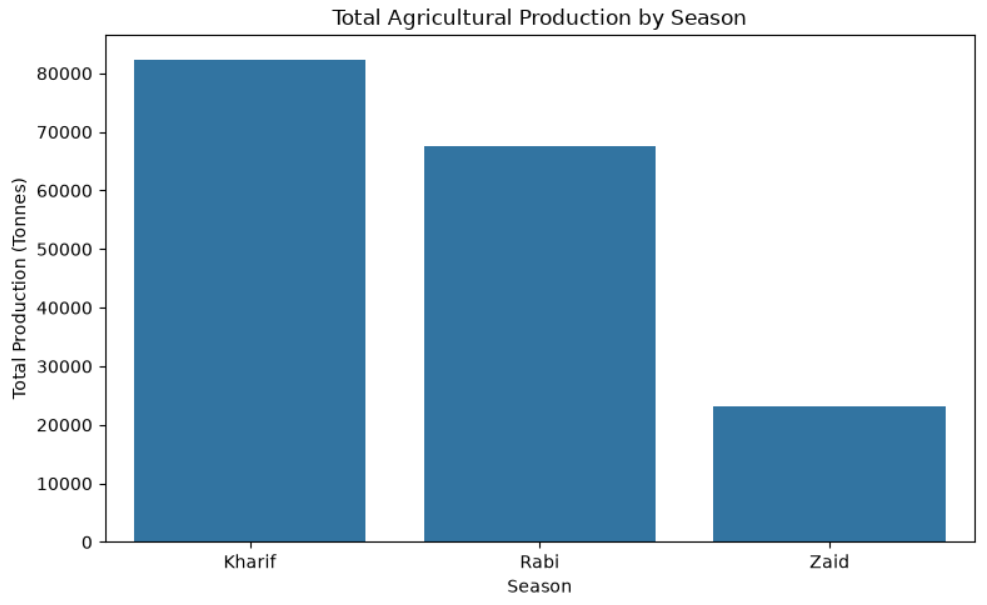 Total Agricultural Production by Season
Total Production (Tonnes)
80000
70000
60000
50000
40000
30000
20000
10000
0
Kharif
Rabi
Zaid
Season